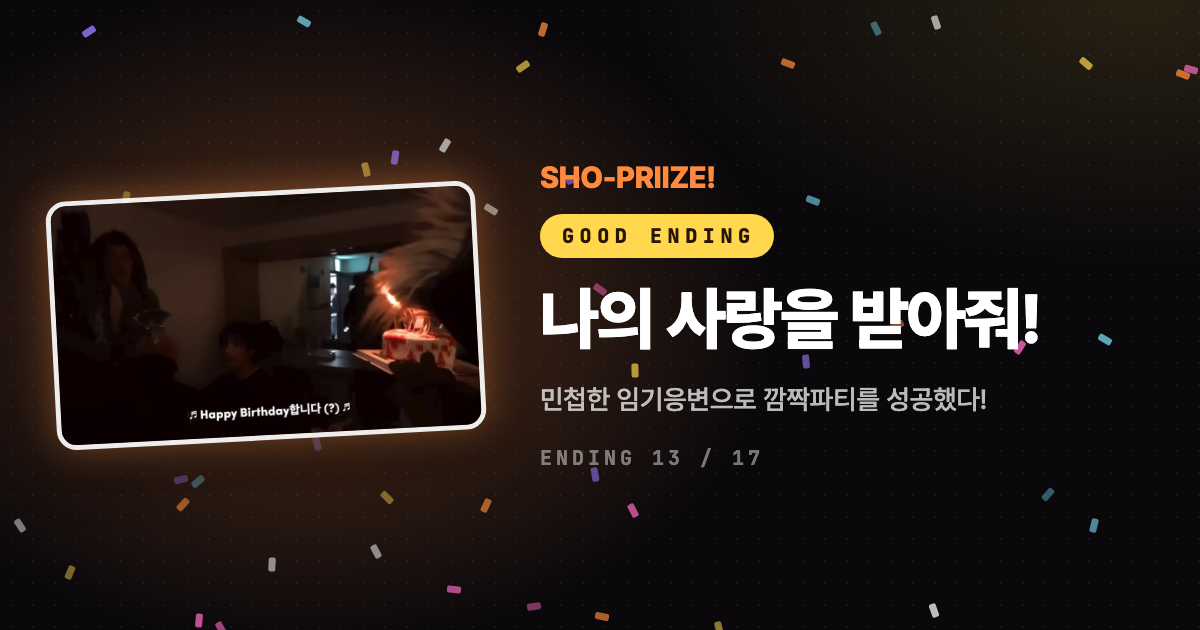 SHO-PRIIZE!
GOOD ENDING
나의 사랑을 받아줘!
민첩한 임기응변으로 깜짝파티를 성공했다!
ENDING 13 / 17
♬ Happy Birthday합니다 (?) ♬